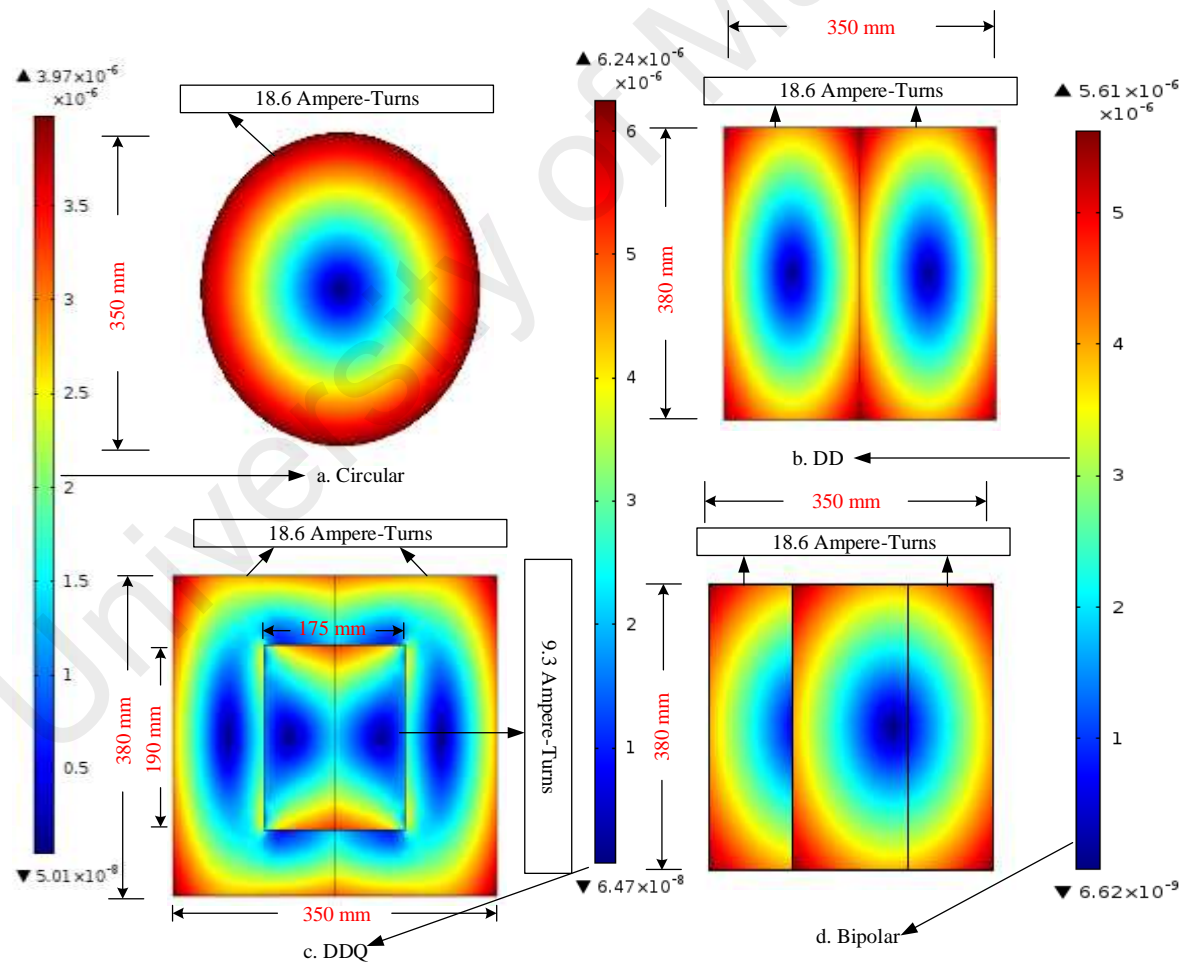 ▲ 3.97×10⁻⁶
×10⁻⁶
3.5
3
2.5
2
1.5
1
0.5
▼ 5.01×10⁻⁸
18.6 Ampere-Turns
350 mm
a. Circular
▲ 6.24×10⁻⁶
×10⁻⁶
6
5
4
3
2
1
▼ 6.47×10⁻⁸
350 mm
18.6 Ampere-Turns
380 mm
b. DD
▲ 5.61×10⁻⁶
×10⁻⁶
5
4
3
2
1
▼ 6.62×10⁻⁹
18.6 Ampere-Turns
175 mm
380 mm
190 mm
9.3 Ampere-Turns
350 mm
c. DDQ
350 mm
18.6 Ampere-Turns
380 mm
d. Bipolar
University of M